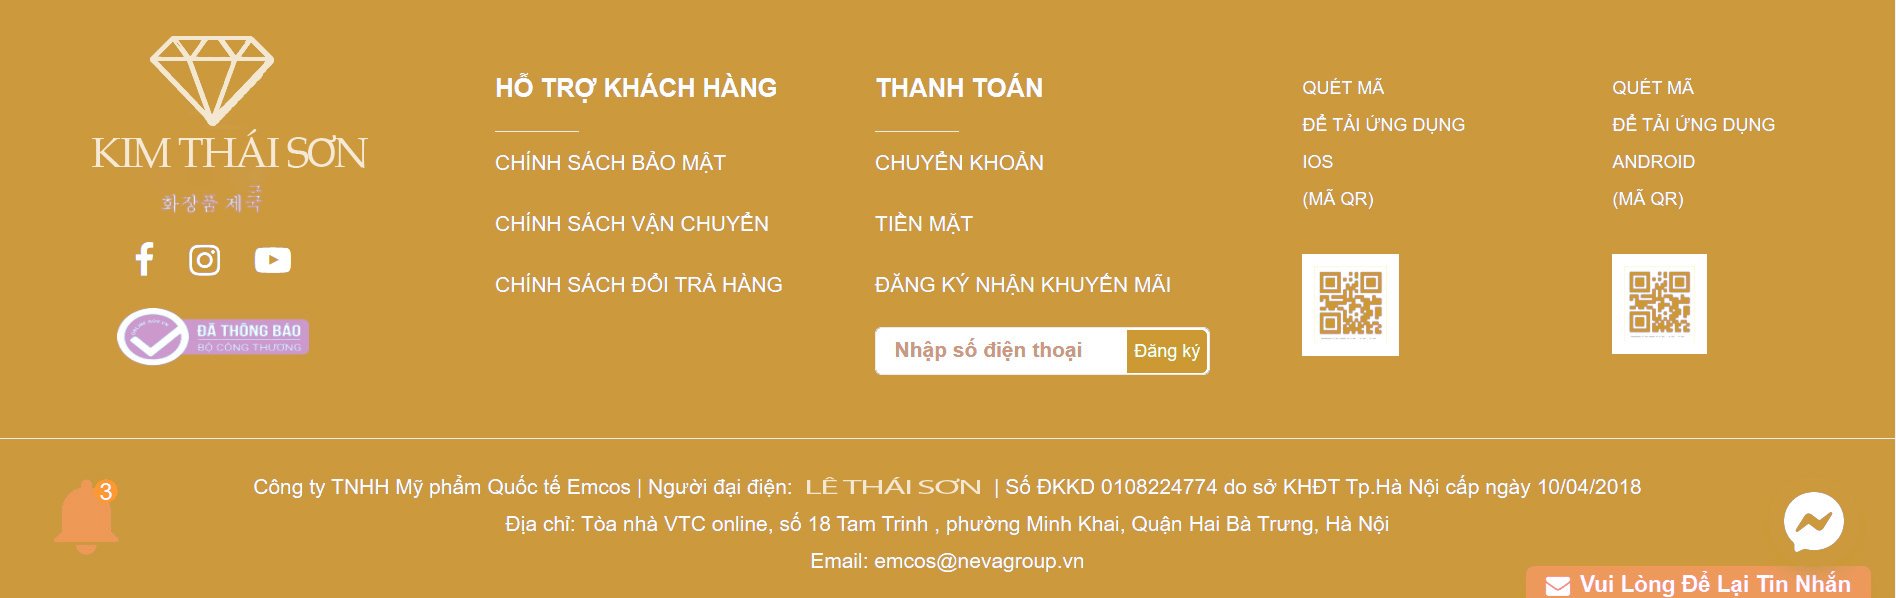 KIM THÁI SƠN
화장품 제국
ĐÃ THÔNG BÁO
BỘ CÔNG THƯƠNG
HỖ TRỢ KHÁCH HÀNG
CHÍNH SÁCH BẢO MẬT
CHÍNH SÁCH VẬN CHUYỂN
CHÍNH SÁCH ĐỔI TRẢ HÀNG
THANH TOÁN
CHUYỂN KHOẢN
TIỀN MẶT
ĐĂNG KÝ NHẬN KHUYẾN MÃI
Nhập số điện thoại
Đăng ký
QUÉT MÃ
ĐỂ TẢI ỨNG DỤNG
IOS
(MÃ QR)
QUÉT MÃ
ĐỂ TẢI ỨNG DỤNG
ANDROID
(MÃ QR)
3
Công ty TNHH Mỹ phẩm Quốc tế Emcos | Người đại điện: LÊ THÁI SƠN | Số ĐKKD 0108224774 do sở KHĐT Tp.Hà Nội cấp ngày 10/04/2018
Địa chỉ: Tòa nhà VTC online, số 18 Tam Trinh , phường Minh Khai, Quận Hai Bà Trưng, Hà Nội
Email: emcos@nevagroup.vn
Vui Lòng Để Lại Tin Nhắn